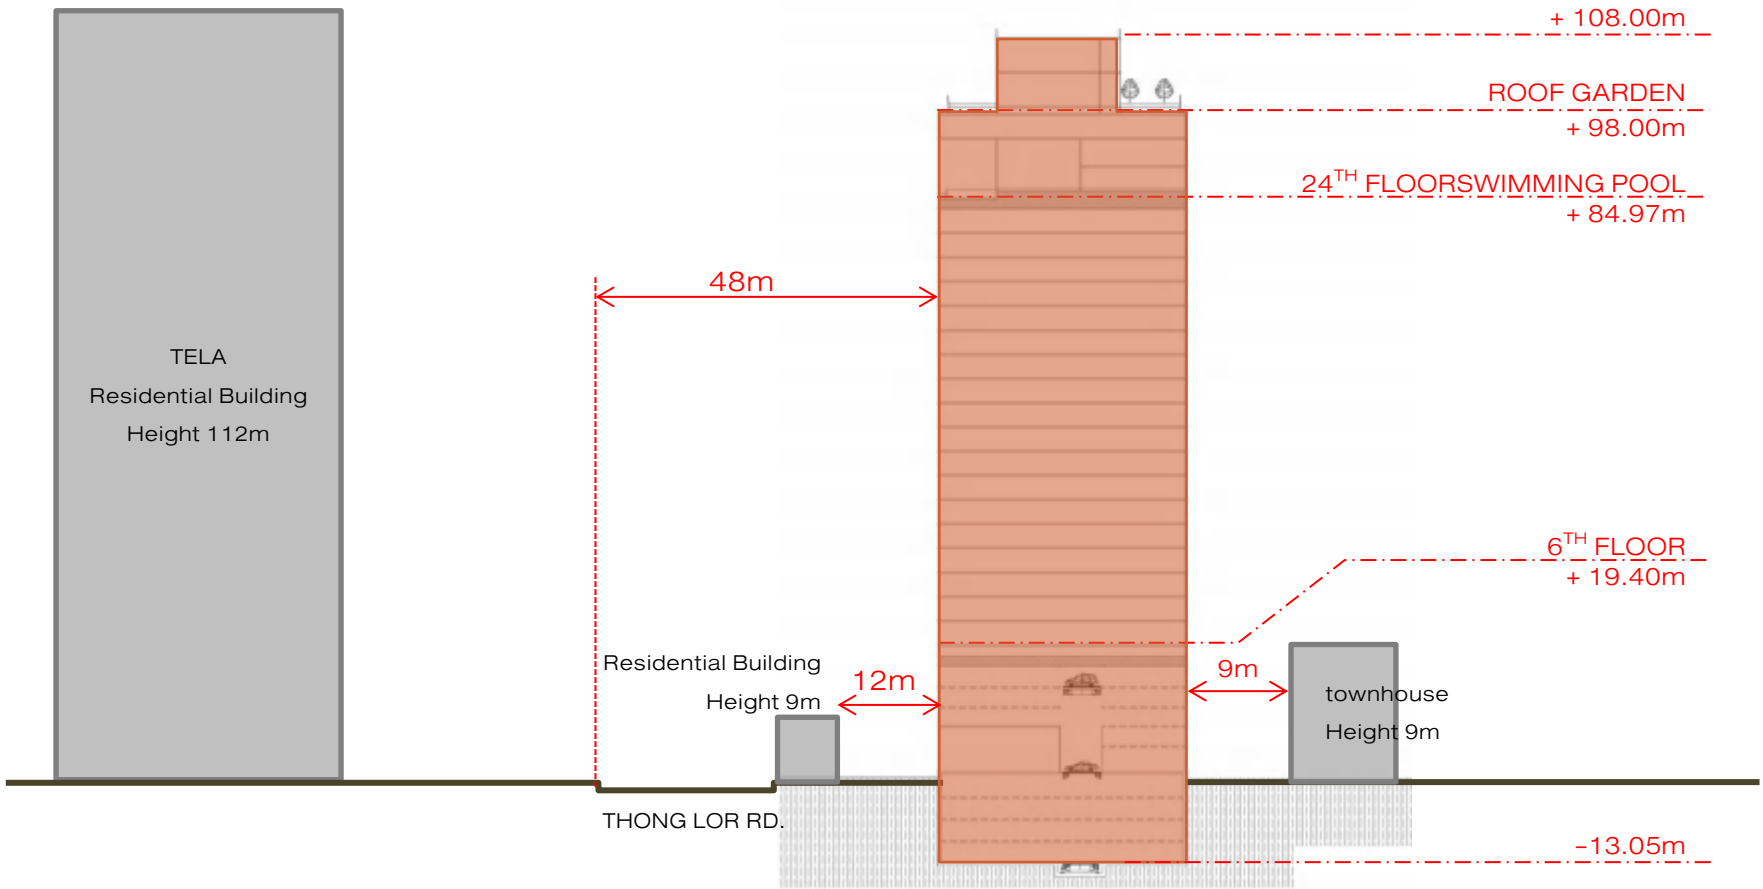 + 108.00m
ROOF GARDEN
+ 98.00m
24TH FLOORSWIMMING POOL
+ 84.97m
48m
TELA
Residential Building
Height 112m
6TH FLOOR
+ 19.40m
Residential Building
Height 9m
12m
9m
townhouse
Height 9m
THONG LOR RD.
-13.05m